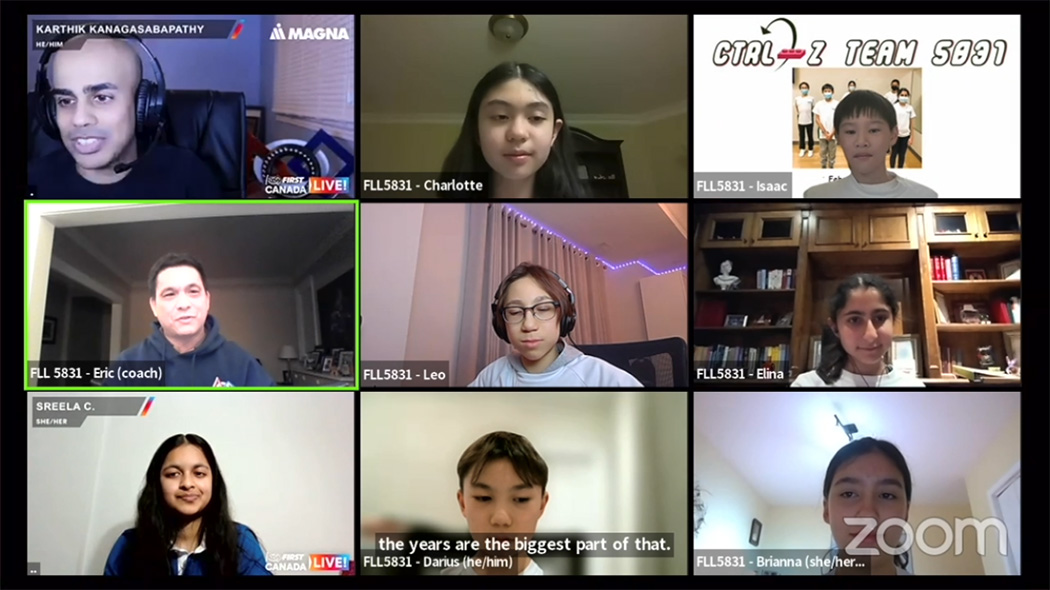 KARTHIK KANAGASABAPATHY
HE/HIM
MAGNA
FIRST
CANADA LIVE!
FLL5831 - Charlotte
CTRL-Z TEAM 5831
FLL5831 - Isaac
FLL 5831 - Eric (coach)
FLL5831 - Leo
FLL5831 - Elina
SREELA C.
SHE/HER
FIRST
CANADA LIVE!
the years are the biggest part of that.
FLL5831 - Darius (he/him)
FLL5831 - Brianna (she/her...
zoom